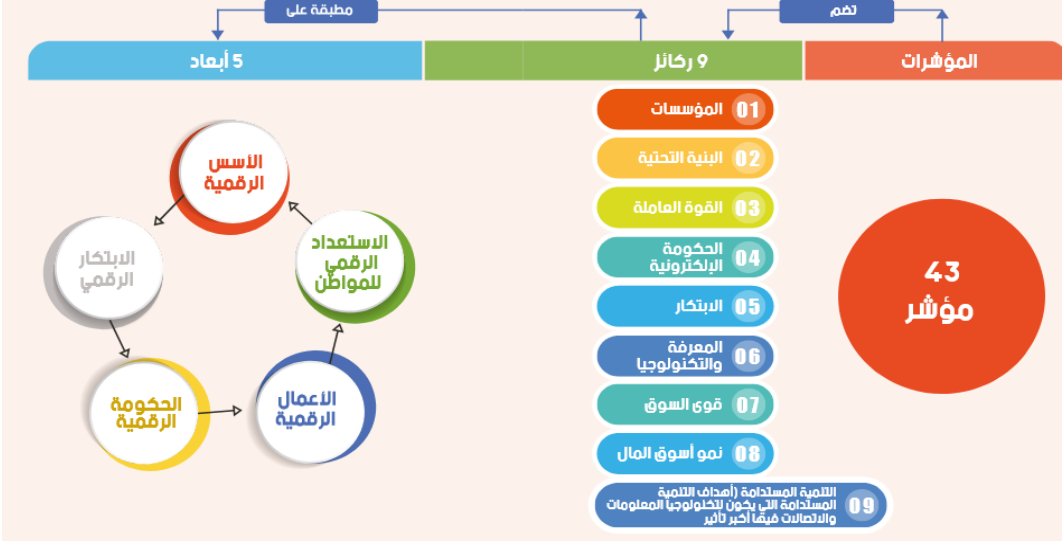 تضم
مطبقة على
المؤشرات
9 ركائز
5 أبعاد
43
مؤشر
01 المؤسسات
02 البنية التحتية
03 القوة العاملة
04 الحكومة
الإلكترونية
05 الابتكار
06 المعرفة
والتكنولوجيا
07 قوى السوق
08 نمو أسوق المال
09 التنمية المستدامة (أهداف التنمية
المستدامة التي يكون لتكنولوجيا المعلومات
والاتصالات فيها أكبر تأثير
الأسس
الرقمية
الابتكار
الرقمي
الحكومة
الرقمية
الأعمال
الرقمية
الاستعداد
الرقمي
للمواطن